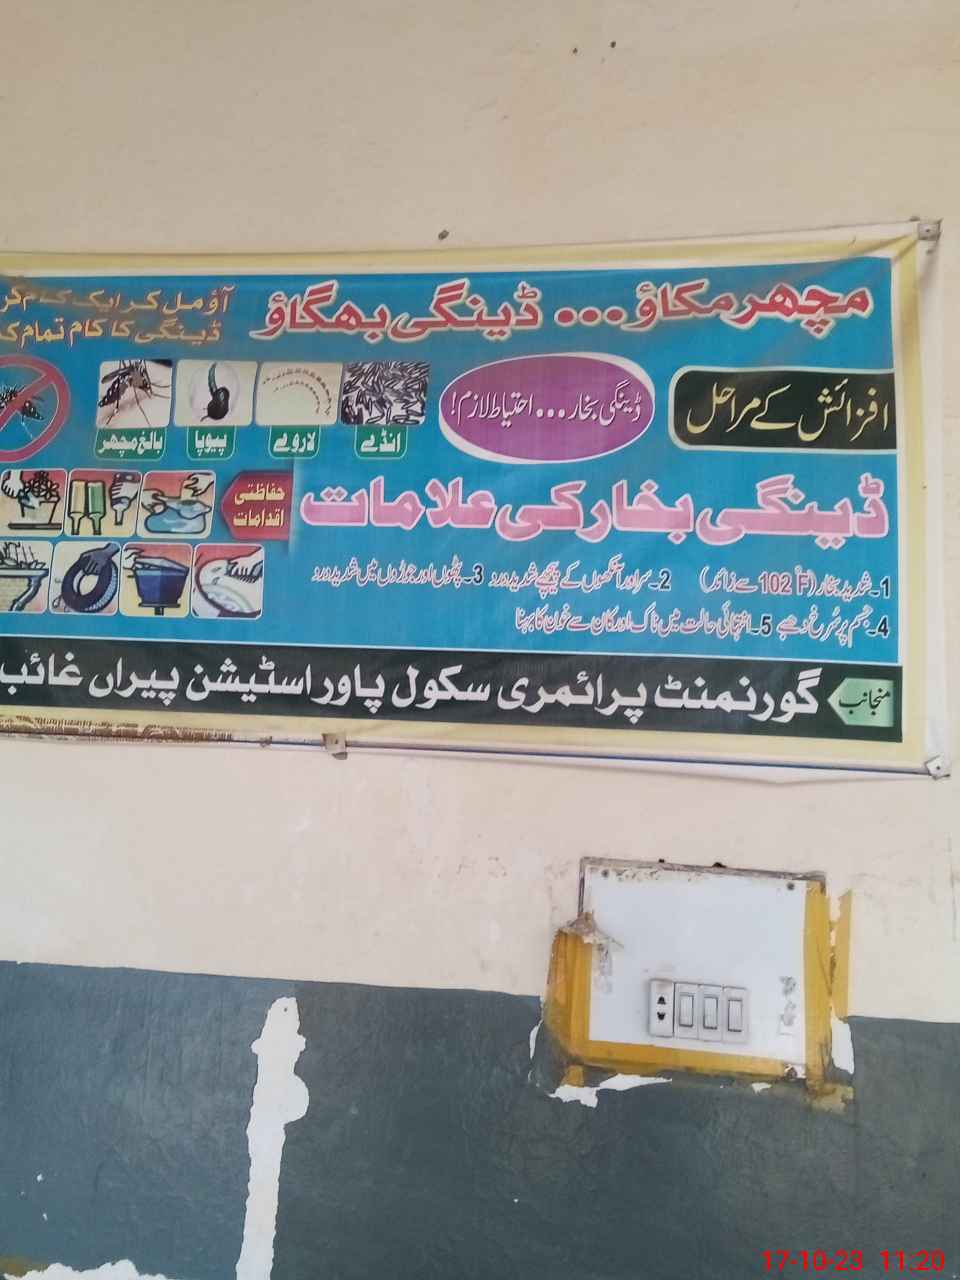 مچھر مکاؤ... ڈینگی بھگاؤ
آؤ مل کر ایک کام کر
ڈینگی کا کام تمام
افزائش کے مراحل
ڈینگی بخار... احتیاط لازم!
انڈے
لاروے
پیوپا
بالغ مچھر
ڈینگی بخار کی علامات
حفاظتی
اقدامات
1۔شدید بخار (102°F سے زائد) 2۔سر اور آنکھوں کے پیچھے شدید درد 3۔پٹھوں اور جوڑوں میں شدید درد
4۔جسم پر سُرخ دھبے 5۔انتہائی حالت میں ناک اور کان سے خون کا بہنا
منجانب
گورنمنٹ پرائمری سکول پاور اسٹیشن پیراں غائب
17-10-23 11:20